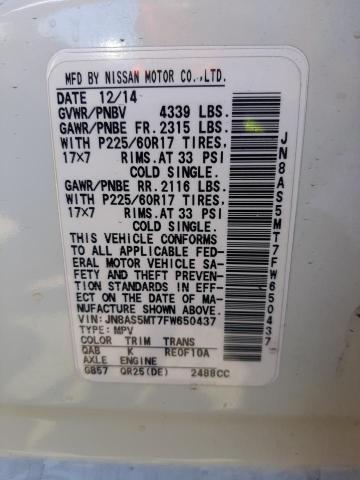 MFD BY NISSAN MOTOR CO.,LTD.
DATE 12/14
GVWR/PNBV 4339 LBS.
GAWR/PNBE FR. 2315 LBS.
WITH P225/60R17 TIRES,
17×7 RIMS.AT 33 PSI
COLD SINGLE.
GAWR/PNBE RR. 2116 LBS.
WITH P225/60R17 TIRES,
17×7 RIMS.AT 33 PSI
COLD SINGLE.
THIS VEHICLE CONFORMS
TO ALL APPLICABLE FED-
ERAL MOTOR VEHICLE SA-
FETY AND THEFT PREVEN-
TION STANDARDS IN EFF-
ECT ON THE DATE OF MA-
NUFACTURE SHOWN ABOVE.
VIN: JN8AS5MT7FW650437
TYPE: MPV
COLOR TRIM TRANS
QAB K RE0F10A
AXLE ENGINE
GB57 QR25(DE) 2488CC
JN8AS5MT7FW650437